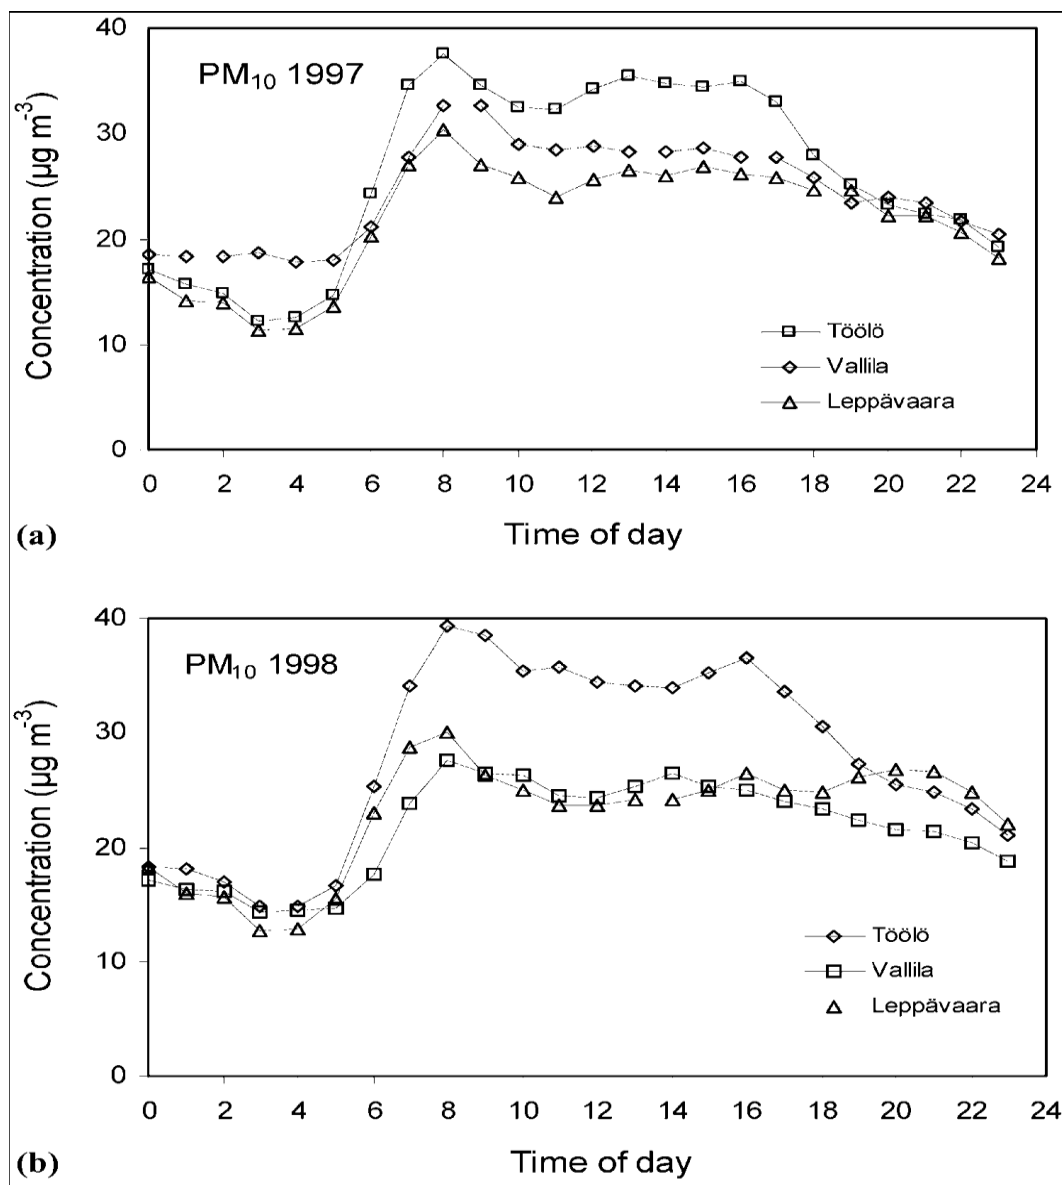 PM₁₀ 1997
Concentration (µg m⁻³)
40
30
20
10
0
Töölö
Vallila
Leppävaara
0 2 4 6 8 10 12 14 16 18 20 22 24
(a)
Time of day
PM₁₀ 1998
Concentration (µg m⁻³)
40
30
20
10
0
Töölö
Vallila
Leppävaara
0 2 4 6 8 10 12 14 16 18 20 22 24
(b)
Time of day